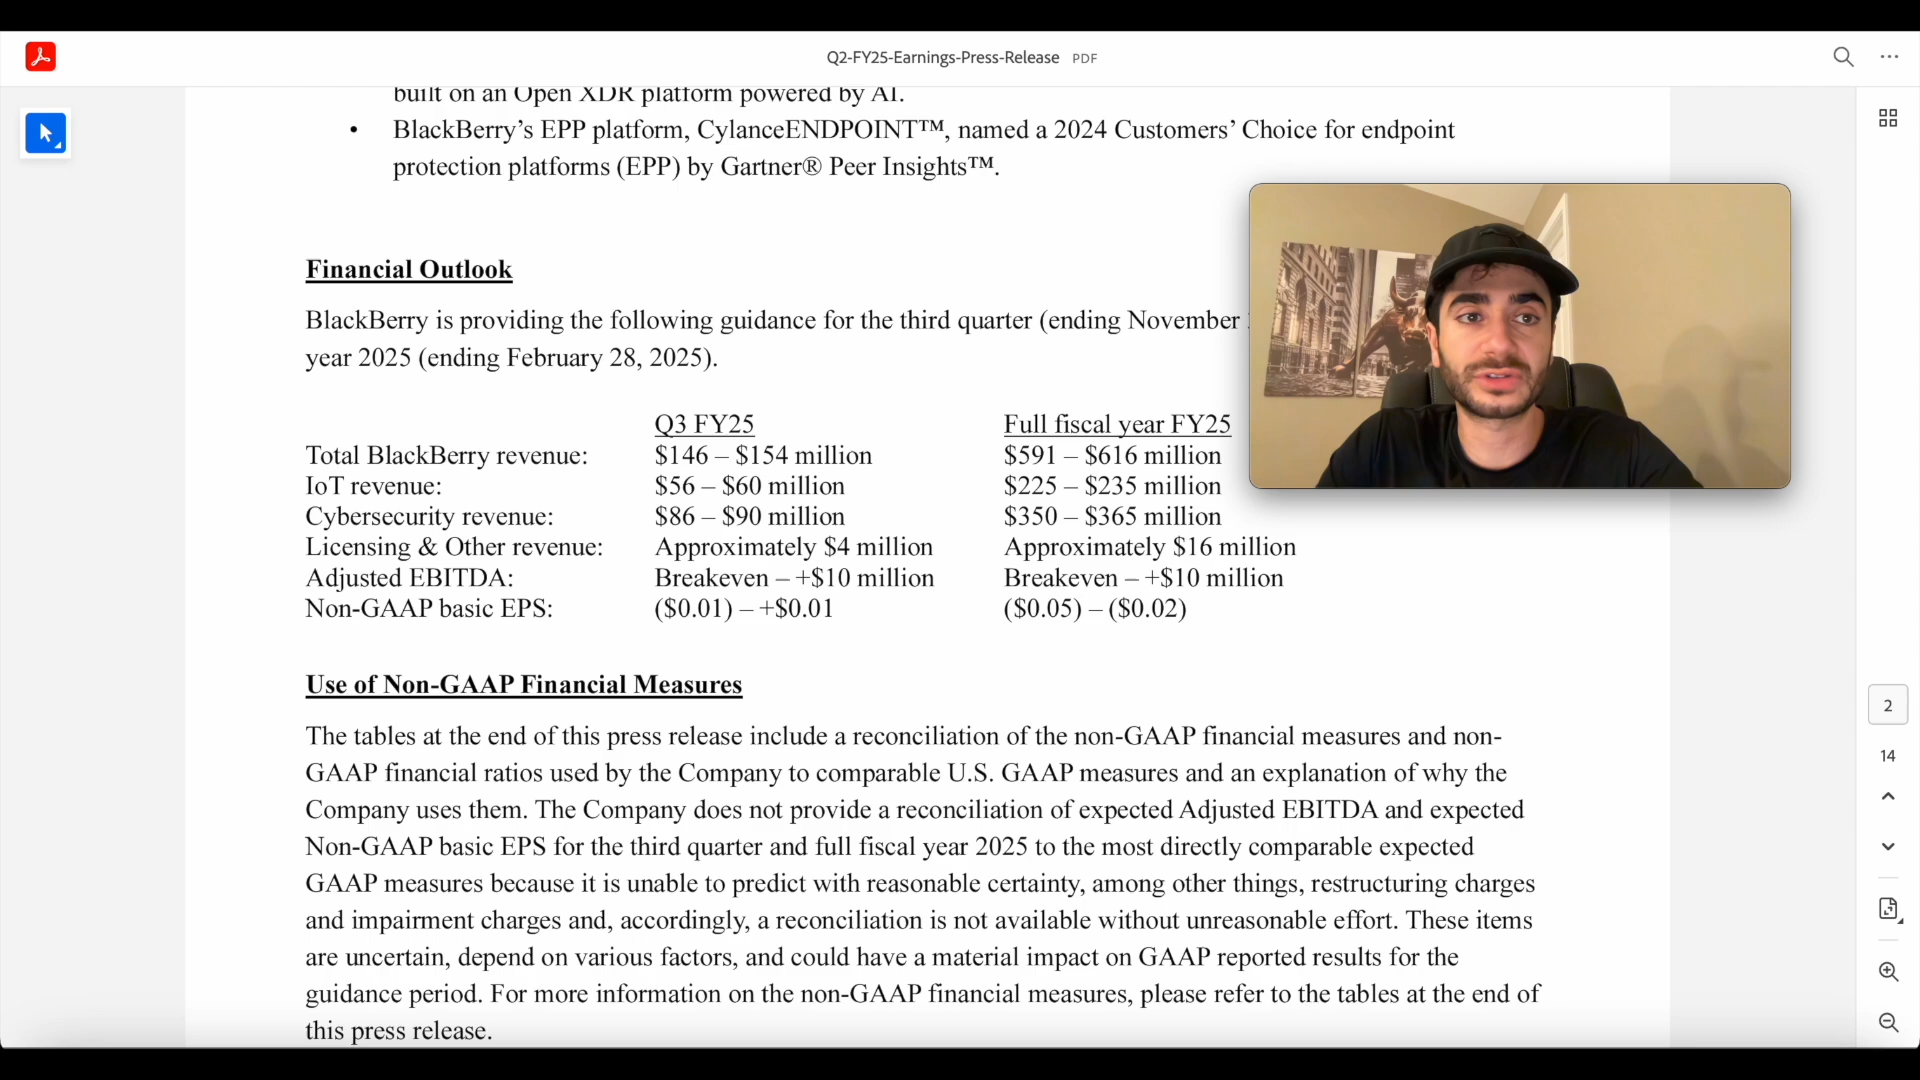 Q2-FY25-Earnings-Press-Release PDF
built on an Open XDR platform powered by AI.
• BlackBerry’s EPP platform, CylanceENDPOINT™, named a 2024 Customers’ Choice for endpoint
protection platforms (EPP) by Gartner® Peer Insights™.
Financial Outlook
BlackBerry is providing the following guidance for the third quarter (ending November
year 2025 (ending February 28, 2025).
Q3 FY25 Full fiscal year FY25
Total BlackBerry revenue: $146 – $154 million $591 – $616 million
IoT revenue: $56 – $60 million $225 – $235 million
Cybersecurity revenue: $86 – $90 million $350 – $365 million
Licensing & Other revenue: Approximately $4 million Approximately $16 million
Adjusted EBITDA: Breakeven – +$10 million Breakeven – +$10 million
Non-GAAP basic EPS: ($0.01) – +$0.01 ($0.05) – ($0.02)
Use of Non-GAAP Financial Measures
The tables at the end of this press release include a reconciliation of the non-GAAP financial measures and non-
GAAP financial ratios used by the Company to comparable U.S. GAAP measures and an explanation of why the
Company uses them. The Company does not provide a reconciliation of expected Adjusted EBITDA and expected
Non-GAAP basic EPS for the third quarter and full fiscal year 2025 to the most directly comparable expected
GAAP measures because it is unable to predict with reasonable certainty, among other things, restructuring charges
and impairment charges and, accordingly, a reconciliation is not available without unreasonable effort. These items
are uncertain, depend on various factors, and could have a material impact on GAAP reported results for the
guidance period. For more information on the non-GAAP financial measures, please refer to the tables at the end of
this press release.
2
14